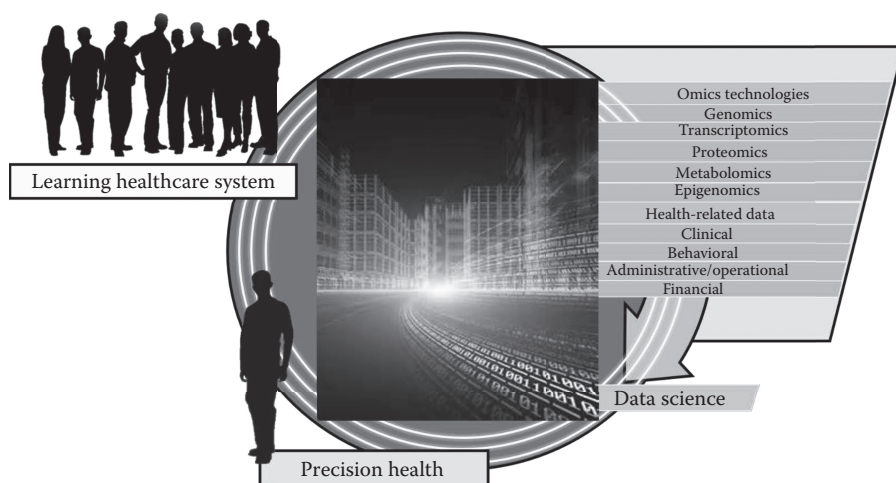 Learning healthcare system
Omics technologies
Genomics
Transcriptomics
Proteomics
Metabolomics
Epigenomics
Health-related data
Clinical
Behavioral
Administrative/operational
Financial
Data science
Precision health